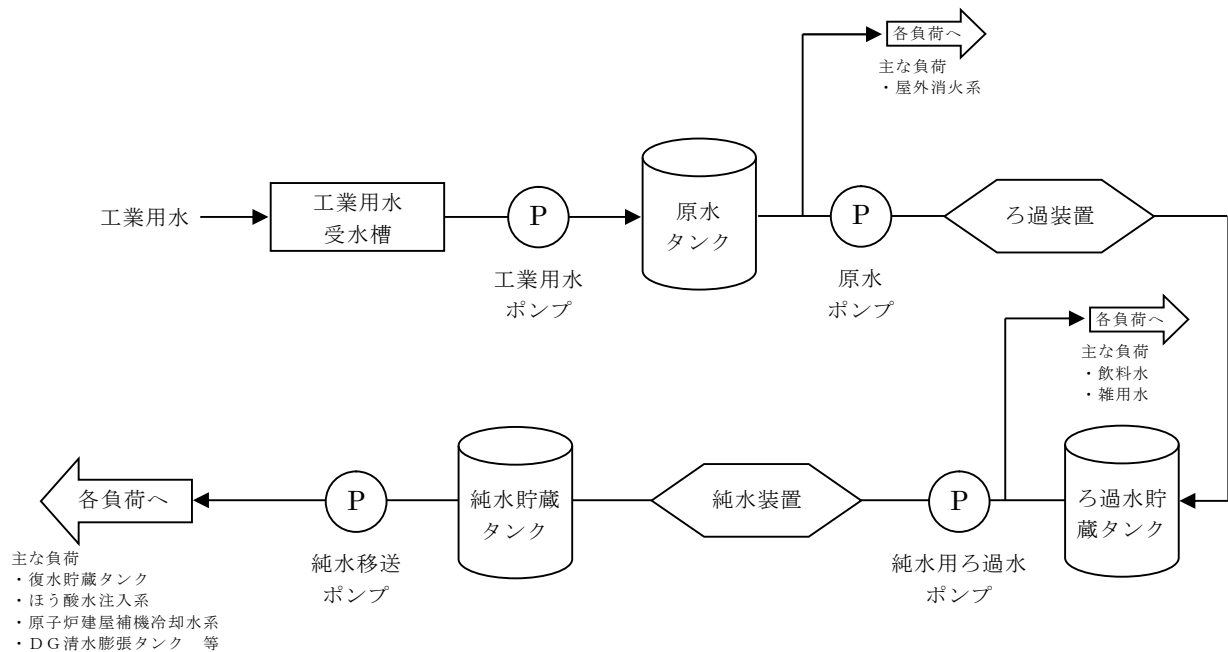 各負荷へ
主な負荷
・屋外消火系
工業用水
工業用水
受水槽
P
工業用水
ポンプ
原水
タンク
P
原水
ポンプ
ろ過装置
各負荷へ
主な負荷
・飲料水
・雑用水
ろ過水貯
蔵タンク
P
純水用ろ過水
ポンプ
純水装置
純水貯蔵
タンク
P
純水移送
ポンプ
各負荷へ
主な負荷
・復水貯蔵タンク
・ほう酸水注入系
・原子炉建屋補機冷却水系
・ＤＧ清水膨張タンク　等